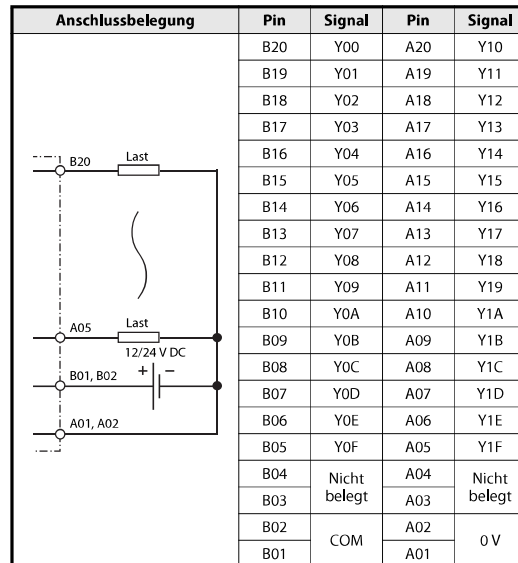 Anschlussbelegung Pin Signal Pin Signal
B20 Y00 A20 Y10
B19 Y01 A19 Y11
B18 Y02 A18 Y12
B17 Y03 A17 Y13
B16 Y04 A16 Y14
B15 Y05 A15 Y15
B14 Y06 A14 Y16
B13 Y07 A13 Y17
B12 Y08 A12 Y18
B11 Y09 A11 Y19
B10 Y0A A10 Y1A
B09 Y0B A09 Y1B
B08 Y0C A08 Y1C
B07 Y0D A07 Y1D
B06 Y0E A06 Y1E
B05 Y0F A05 Y1F
B04 Nicht belegt A04 Nicht belegt
B03 A03
B02 COM A02 0 V
B01 A01
B20 Last
A05 Last
12/24 V DC
B01, B02 + –
A01, A02